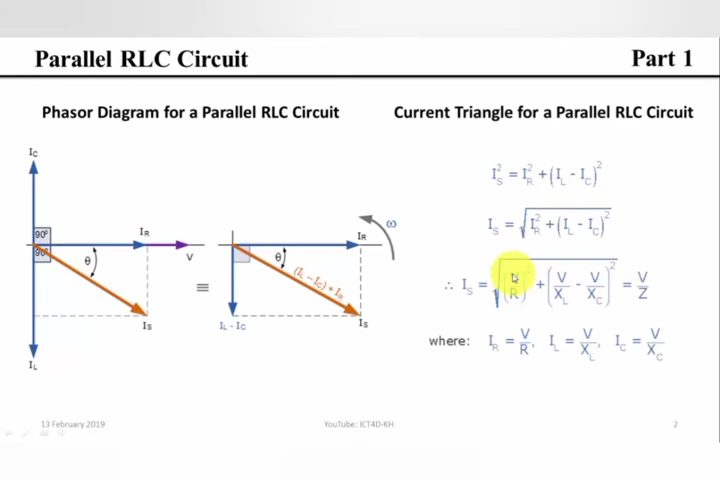 Parallel RLC Circuit
Part 1
Phasor Diagram for a Parallel RLC Circuit
Current Triangle for a Parallel RLC Circuit
I_C
90°
90°
I_R
V
θ
I_S
I_L
≡
ω
I_R
θ
(I_L - I_C) + I_R
I_L - I_C
I_S
I_S² = I_R² + (I_L - I_C)²
I_S = √(I_R² + (I_L - I_C)²)
∴ I_S = √((V/R)² + (V/X_L - V/X_C)²) = V/Z
where: I_R = V/R, I_L = V/X_L, I_C = V/X_C
13 February 2019
YouTube: ICT4D-KH
2